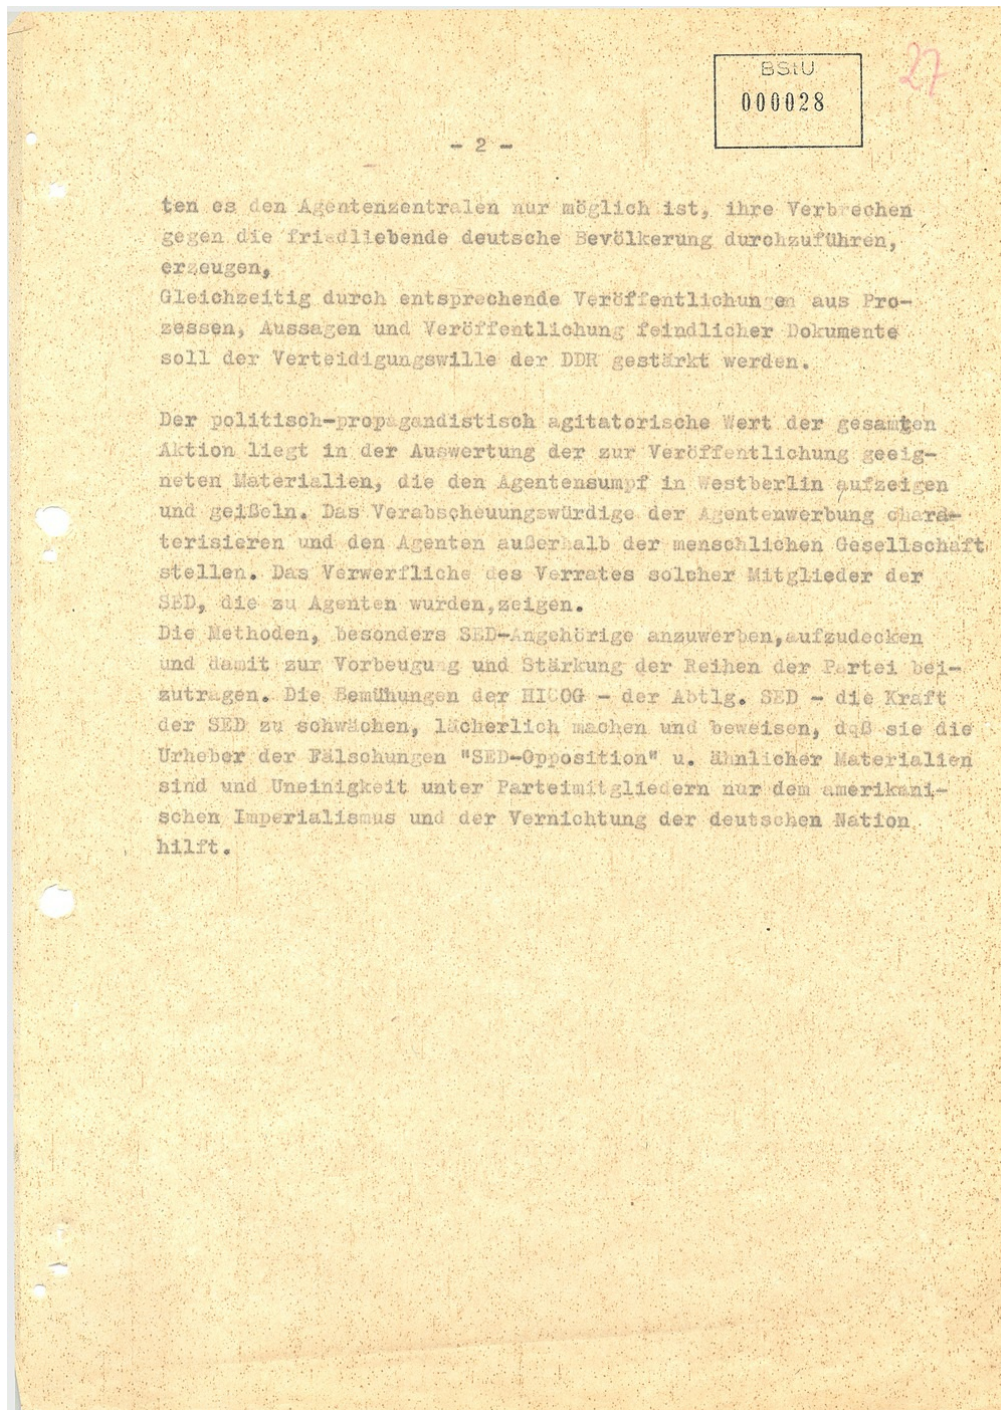 BStU
000028
27
- 2 -
ten es den Agentenzentralen nur möglich ist, ihre Verbrechen
gegen die friedliebende deutsche Bevölkerung durchzuführen,
erzeugen,
Gleichzeitig durch entsprechende Veröffentlichungen aus Pro-
zessen, Aussagen und Veröffentlichung feindlicher Dokumente
soll der Verteidigungswille der DDR gestärkt werden.
Der politisch-propagandistisch agitatorische Wert der gesamten
Aktion liegt in der Auswertung der zur Veröffentlichung geeig-
neten Materialien, die den Agentensumpf in Westberlin aufzeigen
und geißeln. Das Verabscheuungswürdige der Agentenwerbung chara-
terisieren und den Agenten außerhalb der menschlichen Gesellschaft
stellen. Das Verwerfliche des Verrates solcher Mitglieder der
SED, die zu Agenten wurden,zeigen.
Die Methoden, besonders SED-Angehörige anzuwerben,aufzudecken
und damit zur Vorbeugung und Stärkung der Reihen der Partei bei-
zutragen. Die Bemühungen der HICOG - der Abtlg. SED - die Kraft
der SED zu schwächen, lächerlich machen und beweisen, daß sie die
Urheber der Fälschungen "SED-Opposition" u. ähnlicher Materialien
sind und Uneinigkeit unter Parteimitgliedern nur dem amerikani-
schen Imperialismus und der Vernichtung der deutschen Nation
hilft.